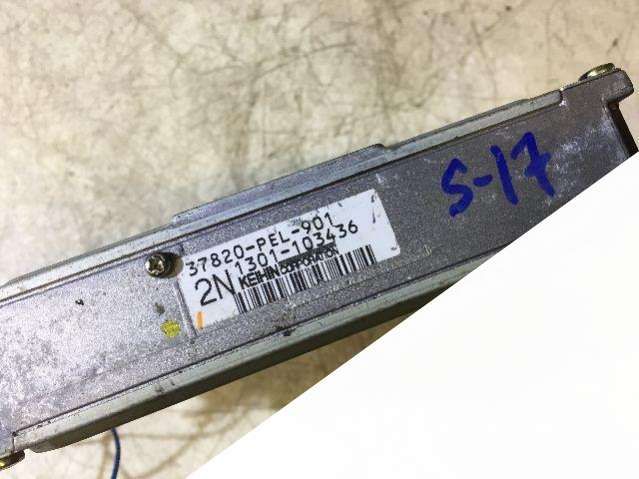 37820-PEL-901
1301-103436
2N KEIHIN CORPORATION
S-17